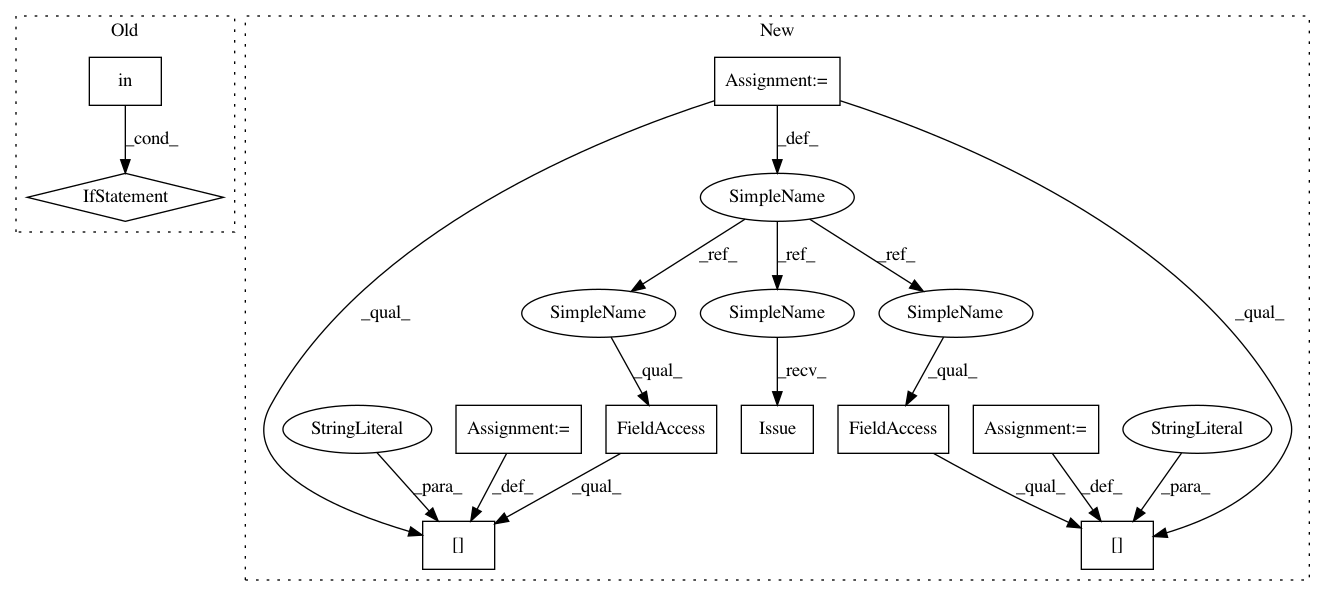 Old
New
in
Assignment:=
_cond_
_def_
IfStatement
SimpleName
_ref_
_ref_
_ref_
_qual_
SimpleName
SimpleName
SimpleName
_qual_
_qual_
_recv_
_qual_
StringLiteral
Assignment:=
FieldAccess
Issue
FieldAccess
Assignment:=
StringLiteral
_para_
_def_
_qual_
_qual_
_def_
_para_
[]
[]